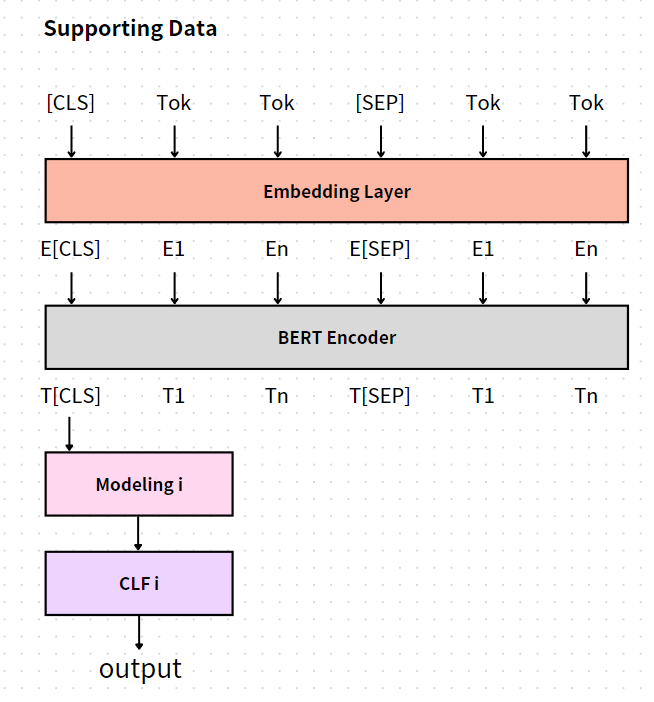 Supporting Data
[CLS] Tok Tok [SEP] Tok Tok
Embedding Layer
E[CLS] E1 En E[SEP] E1 En
BERT Encoder
T[CLS] T1 Tn T[SEP] T1 Tn
Modeling i
CLF i
output